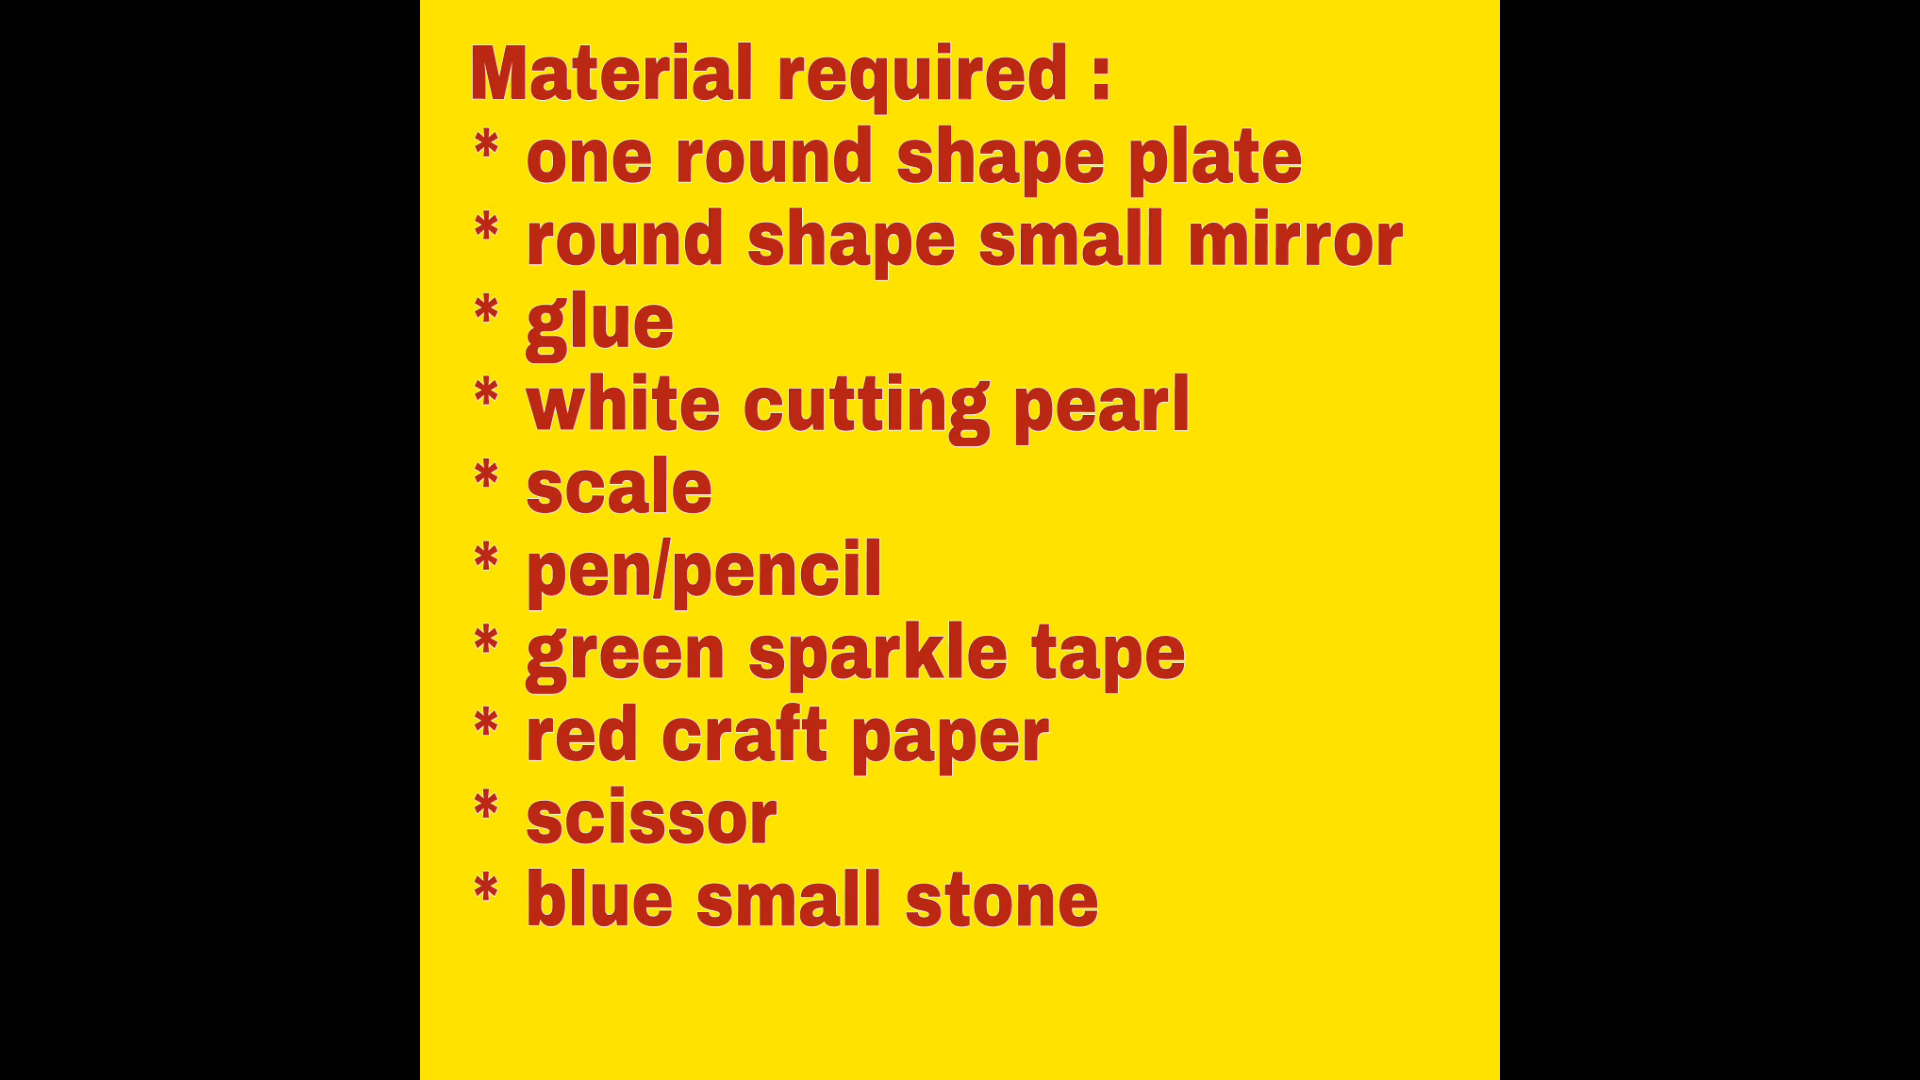 Material required :
* one round shape plate
* round shape small mirror
* glue
* white cutting pearl
* scale
* pen/pencil
* green sparkle tape
* red craft paper
* scissor
* blue small stone